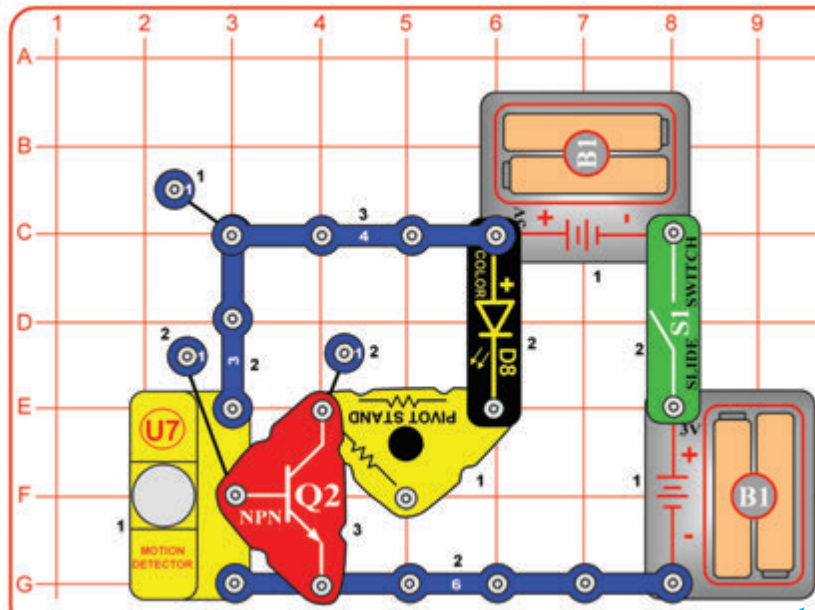 1 2 3 4 5 6 7 8 9
A
B
B1
1
1
3
3V + -
C
4
COLOR
+
1
SLIDE SWITCH
S1
D
2
1
2
1
2
3
2
D8
2
2
E
U7
PIVOT STAND
3V
+
1
1
F
NPN
Q2
B1
1
3
-
MOTION
DETECTOR
2
G
6